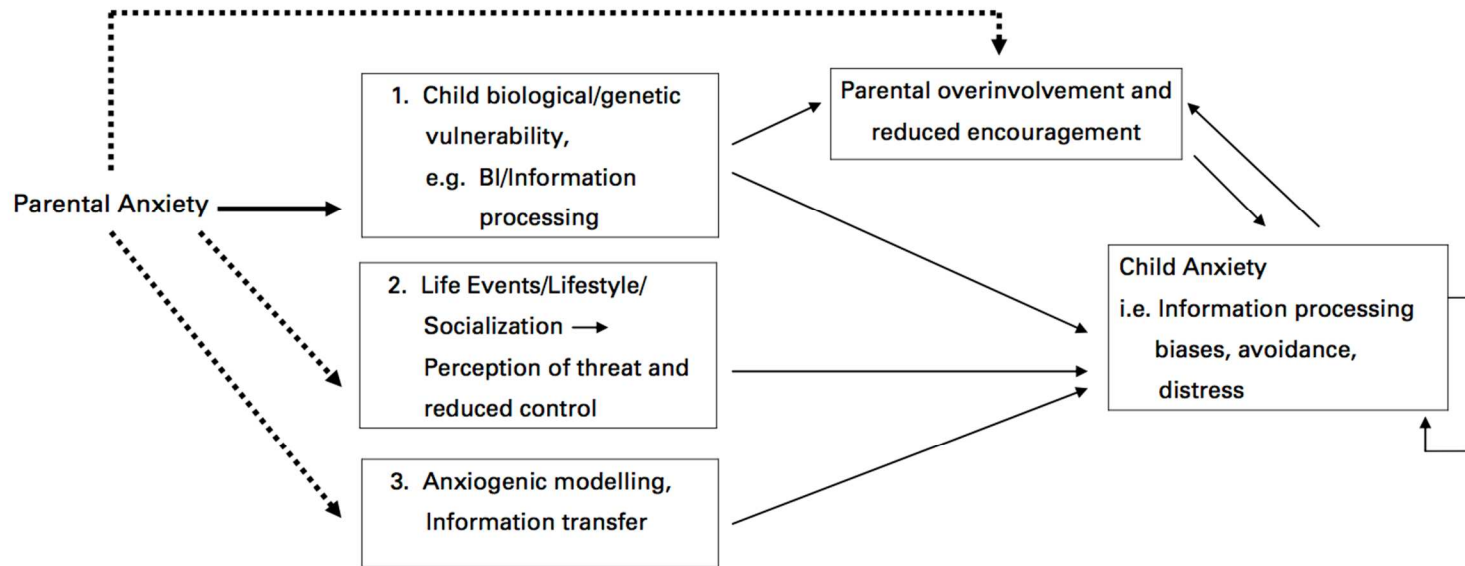 Parental Anxiety
1. Child biological/genetic
vulnerability,
e.g. BI/Information
processing
2. Life Events/Lifestyle/
Socialization →
Perception of threat and
reduced control
3. Anxiogenic modelling,
Information transfer
Parental overinvolvement and
reduced encouragement
Child Anxiety
i.e. Information processing
biases, avoidance,
distress